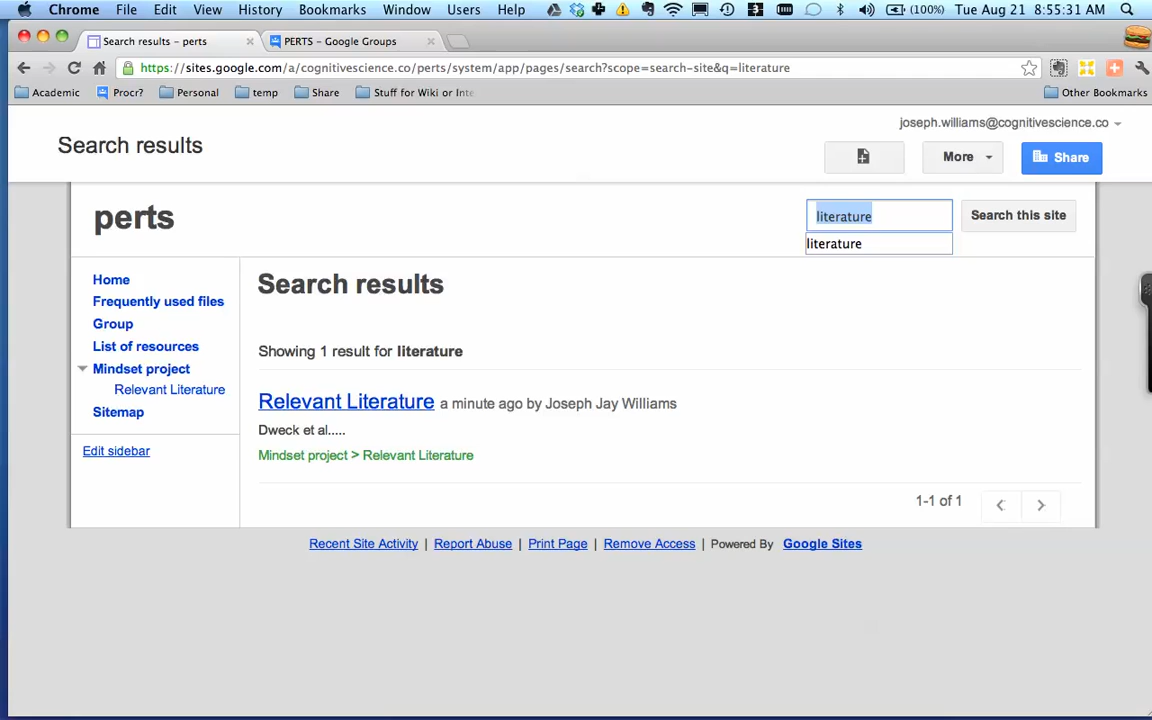 Chrome File Edit View History Bookmarks Window Users Help (100%) Tue Aug 21 8:55:31 AM
Search results – perts PERTS – Google Groups
https://sites.google.com/a/cognitivescience.co/perts/system/app/pages/search?scope=search-site&q=literature
Academic Procr? Personal temp Share Stuff for Wiki or Inte Other Bookmarks
joseph.williams@cognitivescience.co
Search results
More Share
perts
literature
Search this site
literature
Home
Frequently used files
Group
List of resources
Mindset project
Relevant Literature
Sitemap
Edit sidebar
Search results
Showing 1 result for literature
Relevant Literature a minute ago by Joseph Jay Williams
Dweck et al.....
Mindset project > Relevant Literature
1-1 of 1
Recent Site Activity | Report Abuse | Print Page | Remove Access | Powered By Google Sites